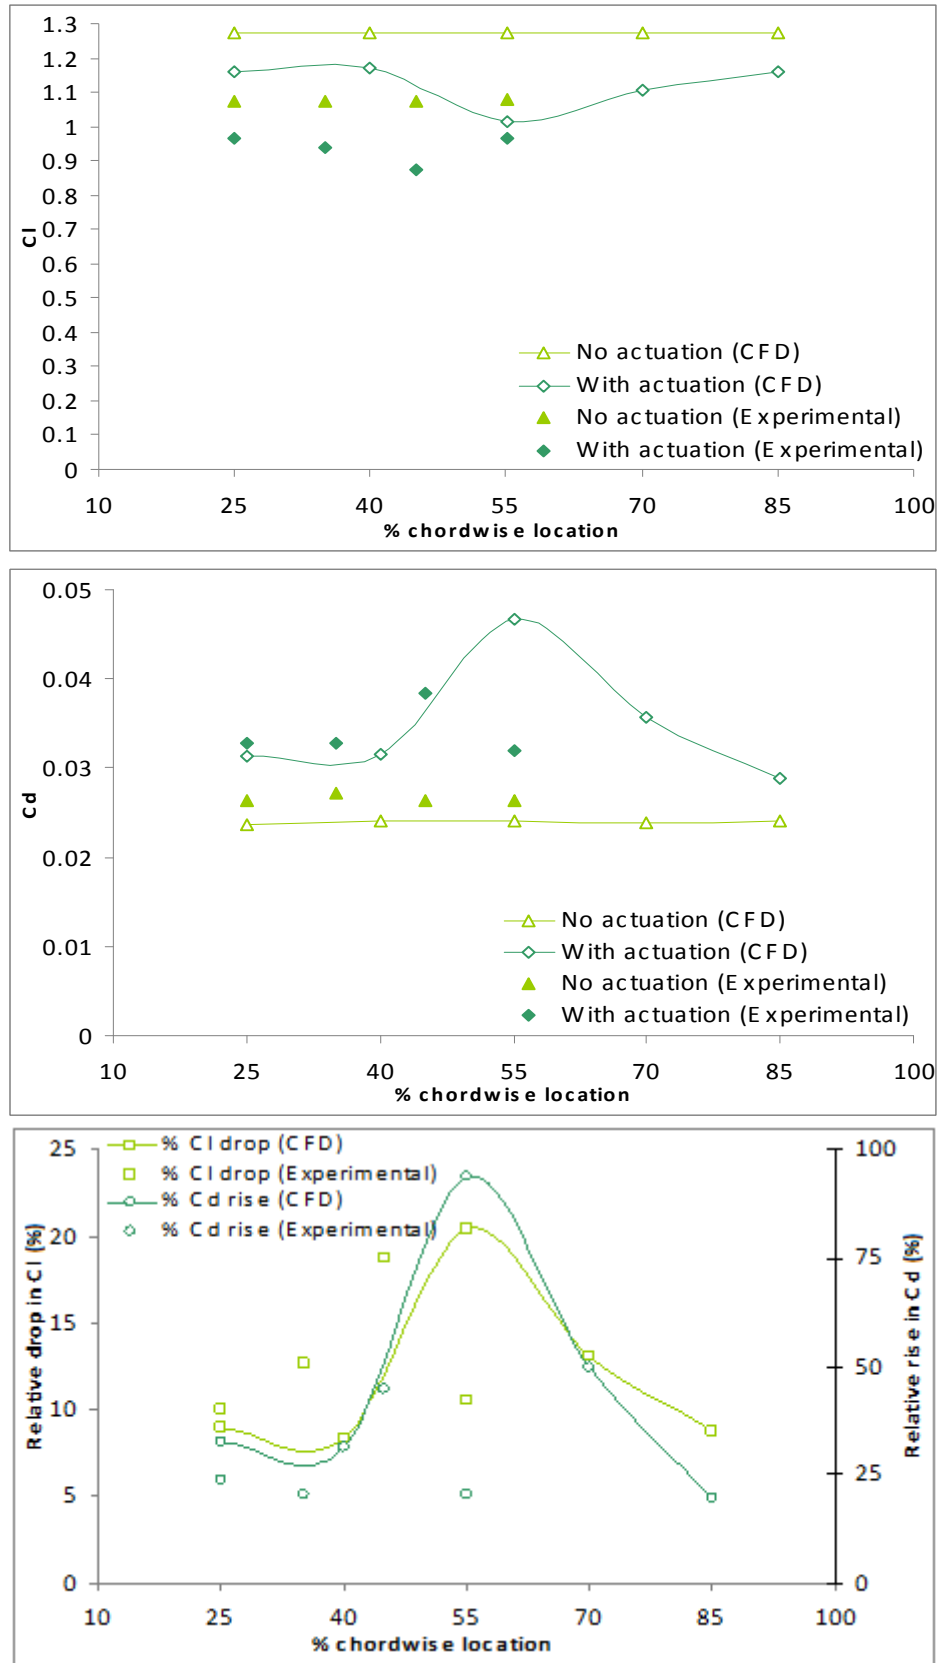 1.3
1.2
1.1
1
0.9
0.8
0.7
0.6
0.5
0.4
0.3
0.2
0.1
0
Cl
No actuation (CFD)
With actuation (CFD)
No actuation (Experimental)
With actuation (Experimental)
10 25 40 55 70 85 100
% chordwise location
0.05
0.04
0.03
0.02
0.01
0
Cd
No actuation (CFD)
With actuation (CFD)
No actuation (Experimental)
With actuation (Experimental)
10 25 40 55 70 85 100
% chordwise location
% Cl drop (CFD)
% Cl drop (Experimental)
% Cd rise (CFD)
% Cd rise (Experimental)
25
20
15
10
5
0
Relative drop in Cl (%)
100
75
50
25
0
Relative rise in Cd (%)
10 25 40 55 70 85 100
% chordwise location